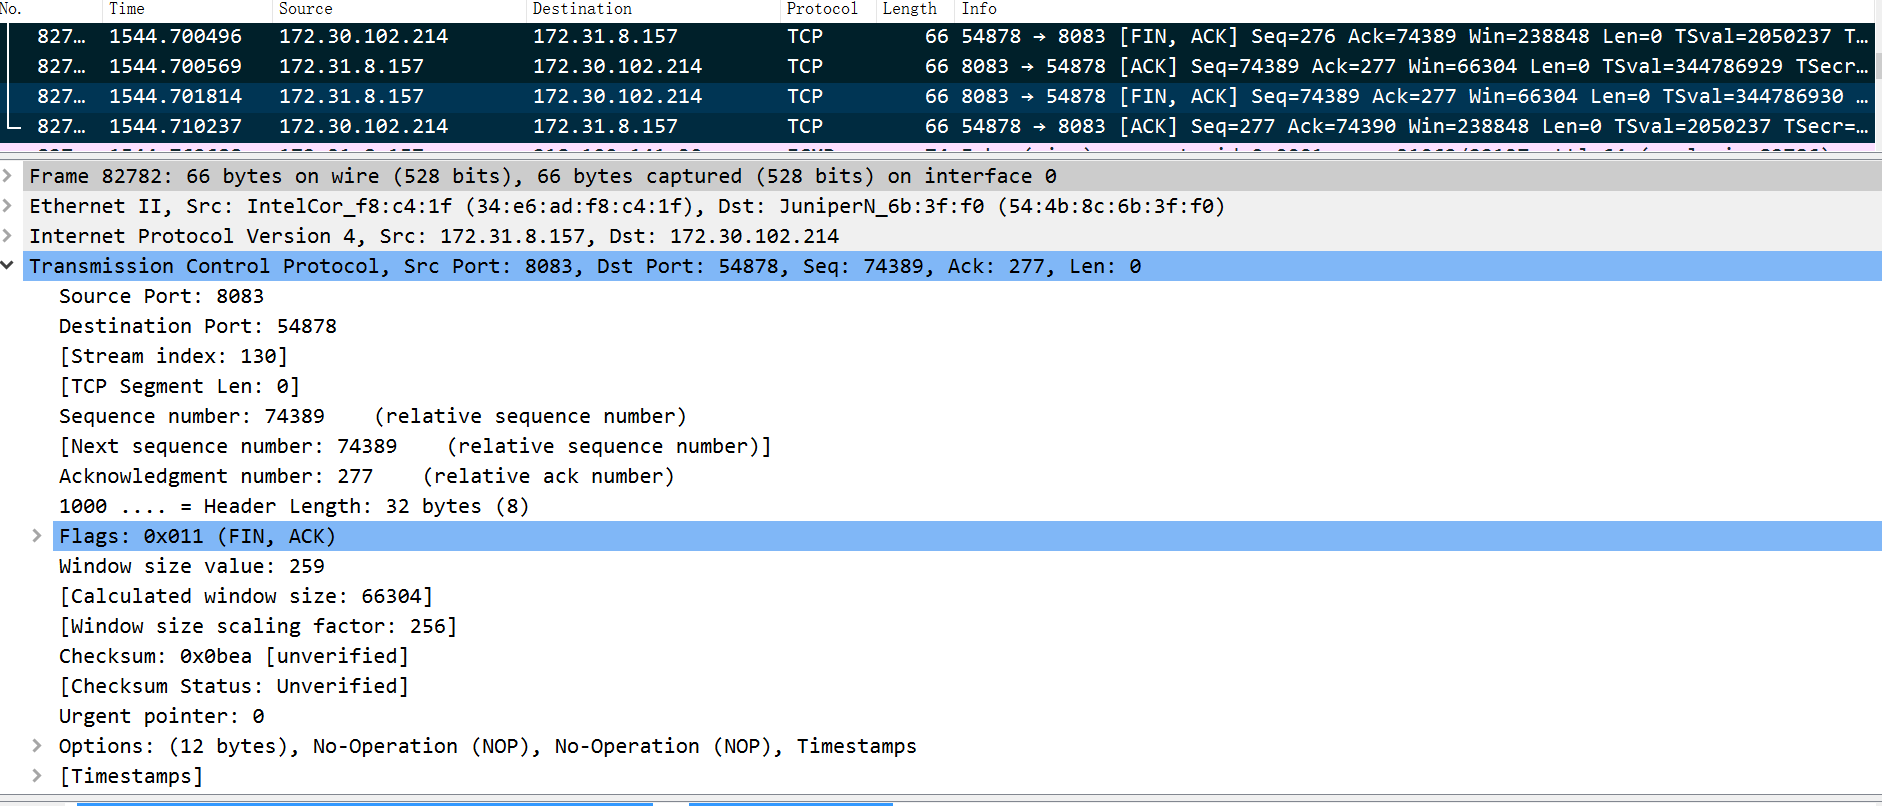 No. Time Source Destination Protocol Length Info
827… 1544.700496 172.30.102.214 172.31.8.157 TCP 66 54878 → 8083 [FIN, ACK] Seq=276 Ack=74389 Win=238848 Len=0 TSval=2050237 T…
827… 1544.700569 172.31.8.157 172.30.102.214 TCP 66 8083 → 54878 [ACK] Seq=74389 Ack=277 Win=66304 Len=0 TSval=344786929 TSecr…
827… 1544.701814 172.31.8.157 172.30.102.214 TCP 66 8083 → 54878 [FIN, ACK] Seq=74389 Ack=277 Win=66304 Len=0 TSval=344786930 …
827… 1544.710237 172.30.102.214 172.31.8.157 TCP 66 54878 → 8083 [ACK] Seq=277 Ack=74390 Win=238848 Len=0 TSval=2050237 TSecr=…
Frame 82782: 66 bytes on wire (528 bits), 66 bytes captured (528 bits) on interface 0
Ethernet II, Src: IntelCor_f8:c4:1f (34:e6:ad:f8:c4:1f), Dst: JuniperN_6b:3f:f0 (54:4b:8c:6b:3f:f0)
Internet Protocol Version 4, Src: 172.31.8.157, Dst: 172.30.102.214
Transmission Control Protocol, Src Port: 8083, Dst Port: 54878, Seq: 74389, Ack: 277, Len: 0
Source Port: 8083
Destination Port: 54878
[Stream index: 130]
[TCP Segment Len: 0]
Sequence number: 74389 (relative sequence number)
[Next sequence number: 74389 (relative sequence number)]
Acknowledgment number: 277 (relative ack number)
1000 .... = Header Length: 32 bytes (8)
Flags: 0x011 (FIN, ACK)
Window size value: 259
[Calculated window size: 66304]
[Window size scaling factor: 256]
Checksum: 0x0bea [unverified]
[Checksum Status: Unverified]
Urgent pointer: 0
Options: (12 bytes), No-Operation (NOP), No-Operation (NOP), Timestamps
[Timestamps]